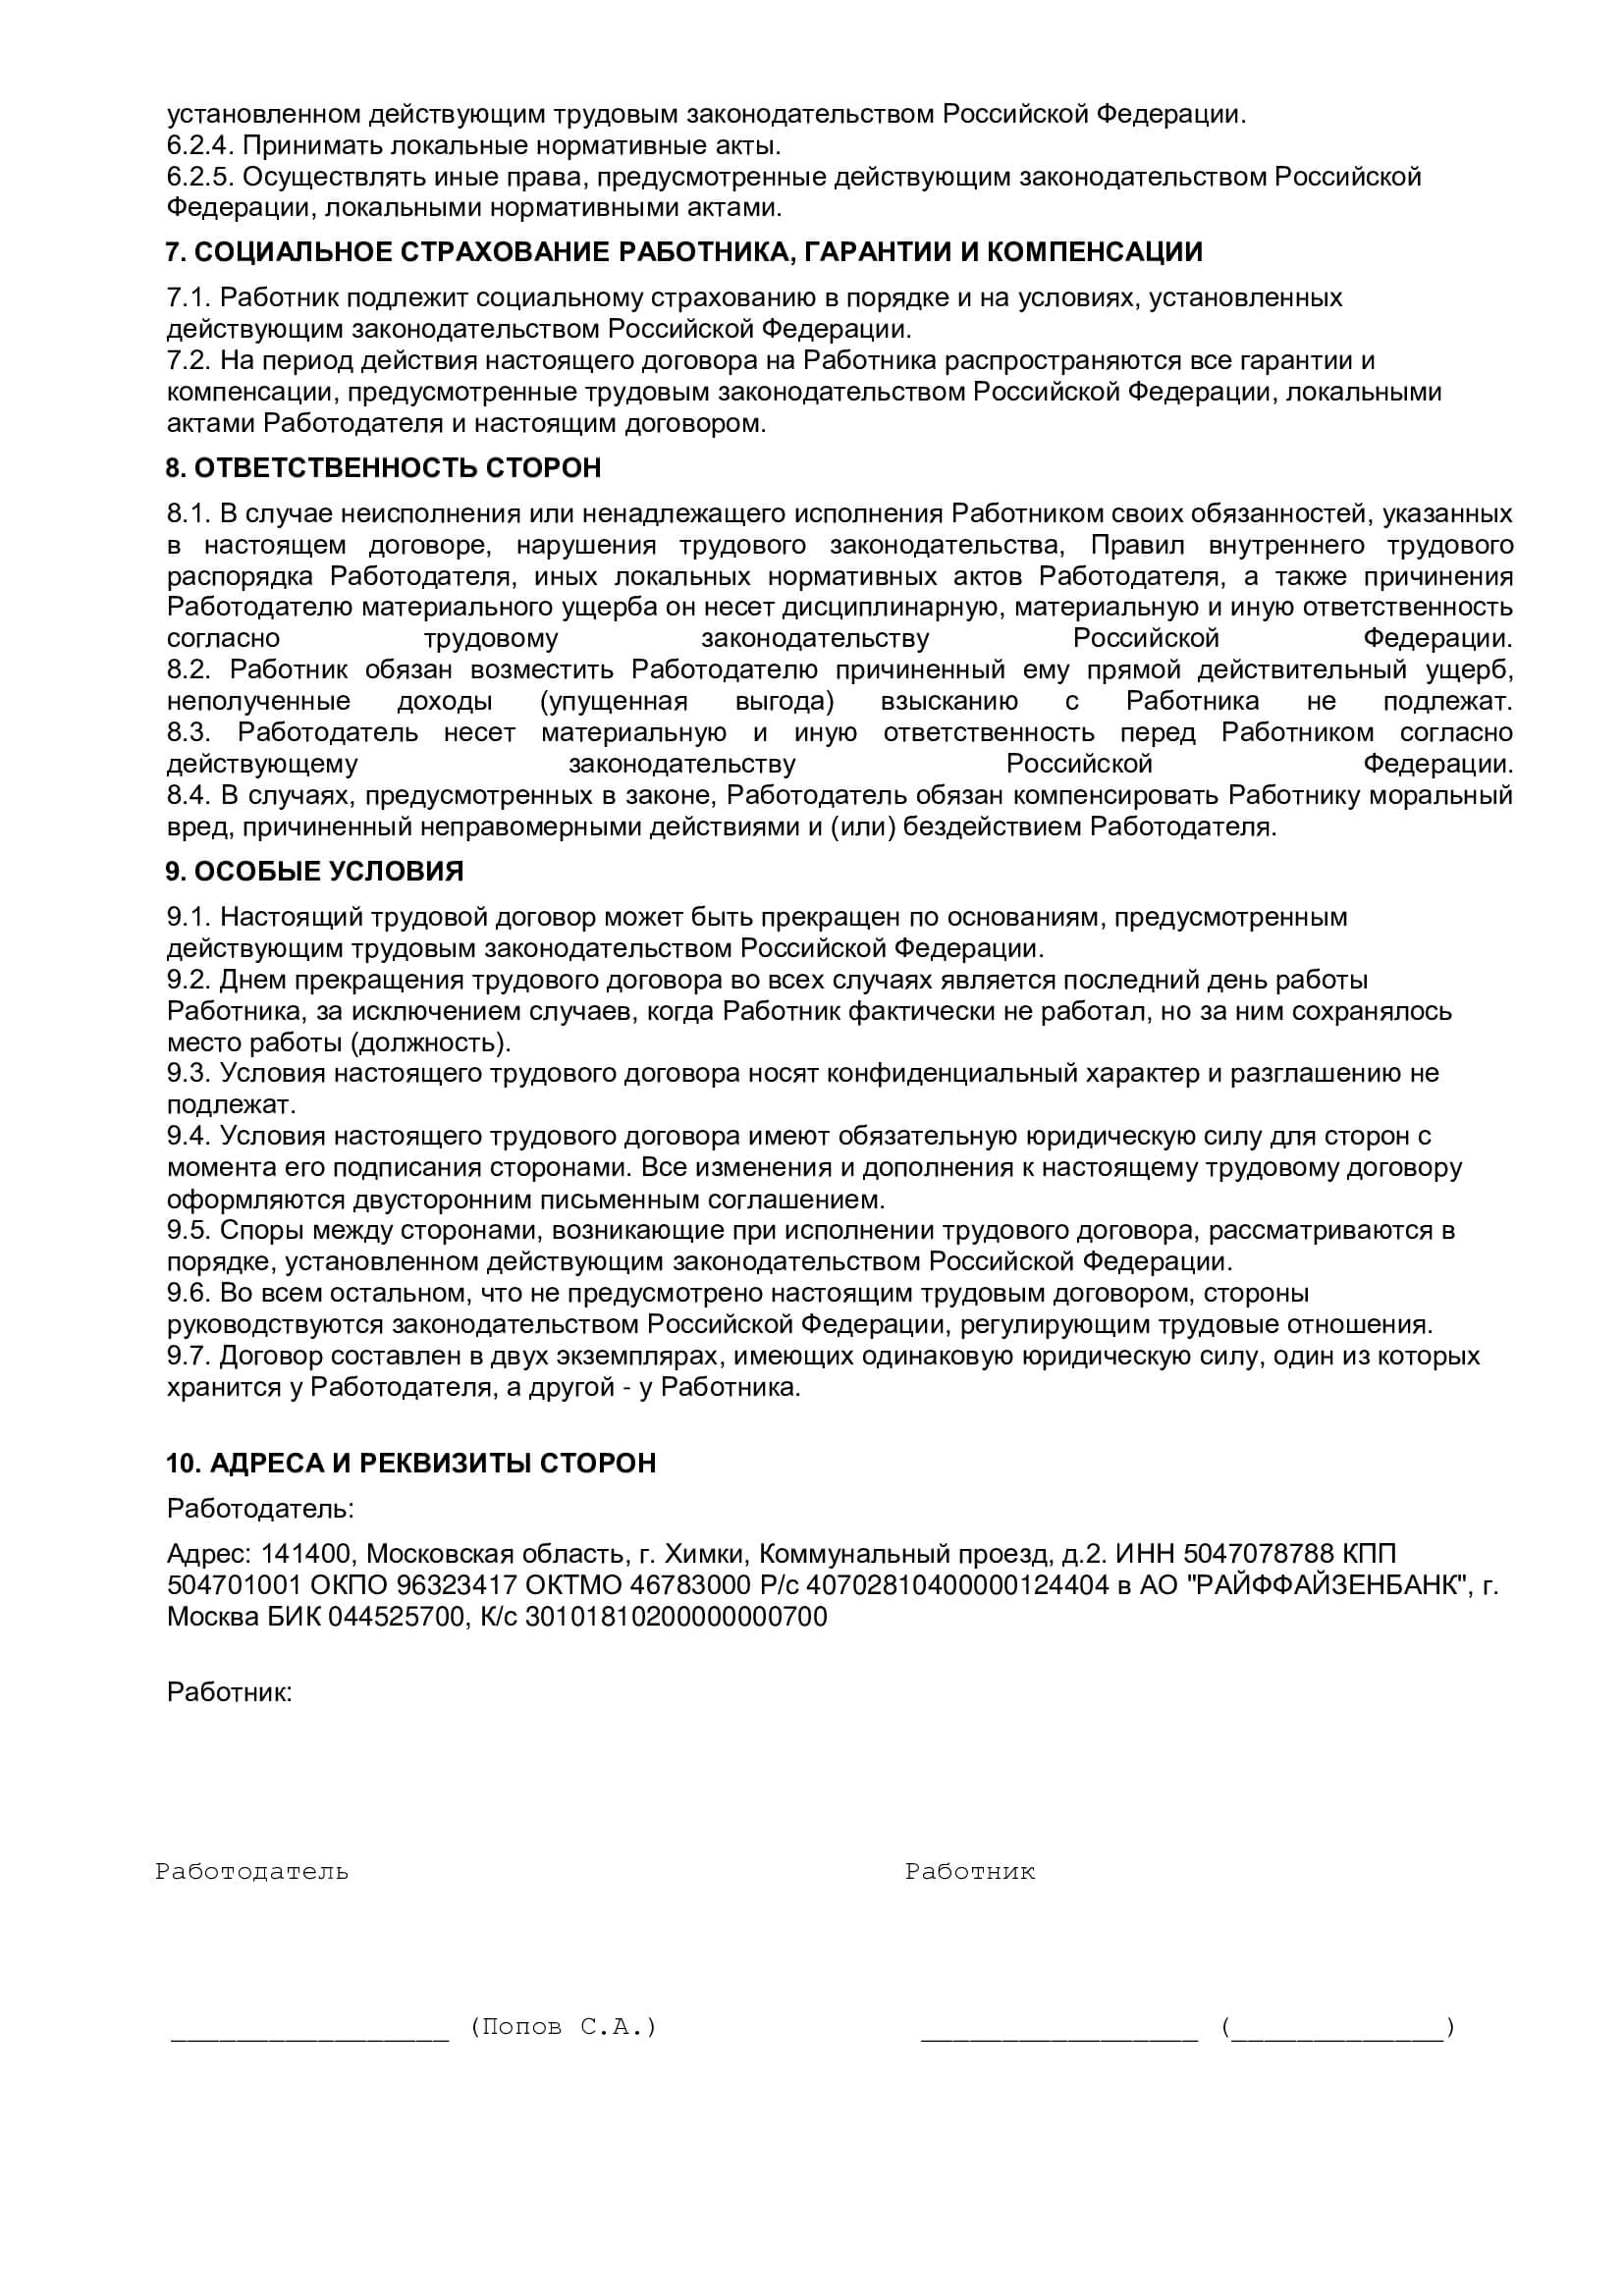 установленном действующим трудовым законодательством Российской Федерации.
6.2.4. Принимать локальные нормативные акты.
6.2.5. Осуществлять иные права, предусмотренные действующим законодательством Российской
Федерации, локальными нормативными актами.
7. СОЦИАЛЬНОЕ СТРАХОВАНИЕ РАБОТНИКА, ГАРАНТИИ И КОМПЕНСАЦИИ
7.1. Работник подлежит социальному страхованию в порядке и на условиях, установленных
действующим законодательством Российской Федерации.
7.2. На период действия настоящего договора на Работника распространяются все гарантии и
компенсации, предусмотренные трудовым законодательством Российской Федерации, локальными
актами Работодателя и настоящим договором.
8. ОТВЕТСТВЕННОСТЬ СТОРОН
8.1. В случае неисполнения или ненадлежащего исполнения Работником своих обязанностей, указанных
в настоящем договоре, нарушения трудового законодательства, Правил внутреннего трудового
распорядка Работодателя, иных локальных нормативных актов Работодателя, а также причинения
Работодателю материального ущерба он несет дисциплинарную, материальную и иную ответственность
согласно трудовому законодательству Российской Федерации.
8.2. Работник обязан возместить Работодателю причиненный ему прямой действительный ущерб,
неполученные доходы (упущенная выгода) взысканию с Работника не подлежат.
8.3. Работодатель несет материальную и иную ответственность перед Работником согласно
действующему законодательству Российской Федерации.
8.4. В случаях, предусмотренных в законе, Работодатель обязан компенсировать Работнику моральный
вред, причиненный неправомерными действиями и (или) бездействием Работодателя.
9. ОСОБЫЕ УСЛОВИЯ
9.1. Настоящий трудовой договор может быть прекращен по основаниям, предусмотренным
действующим трудовым законодательством Российской Федерации.
9.2. Днем прекращения трудового договора во всех случаях является последний день работы
Работника, за исключением случаев, когда Работник фактически не работал, но за ним сохранялось
место работы (должность).
9.3. Условия настоящего трудового договора носят конфиденциальный характер и разглашению не
подлежат.
9.4. Условия настоящего трудового договора имеют обязательную юридическую силу для сторон с
момента его подписания сторонами. Все изменения и дополнения к настоящему трудовому договору
оформляются двусторонним письменным соглашением.
9.5. Споры между сторонами, возникающие при исполнении трудового договора, рассматриваются в
порядке, установленном действующим законодательством Российской Федерации.
9.6. Во всем остальном, что не предусмотрено настоящим трудовым договором, стороны
руководствуются законодательством Российской Федерации, регулирующим трудовые отношения.
9.7. Договор составлен в двух экземплярах, имеющих одинаковую юридическую силу, один из которых
хранится у Работодателя, а другой - у Работника.
10. АДРЕСА И РЕКВИЗИТЫ СТОРОН
Работодатель:
Адрес: 141400, Московская область, г. Химки, Коммунальный проезд, д.2. ИНН 5047078788 КПП
504701001 ОКПО 96323417 ОКТМО 46783000 Р/с 40702810400000124404 в АО "РАЙФФАЙЗЕНБАНК", г.
Москва БИК 044525700, К/с 30101810200000000700
Работник:
Работодатель Работник
_________________ (Попов С.А.) _________________ (_____________)